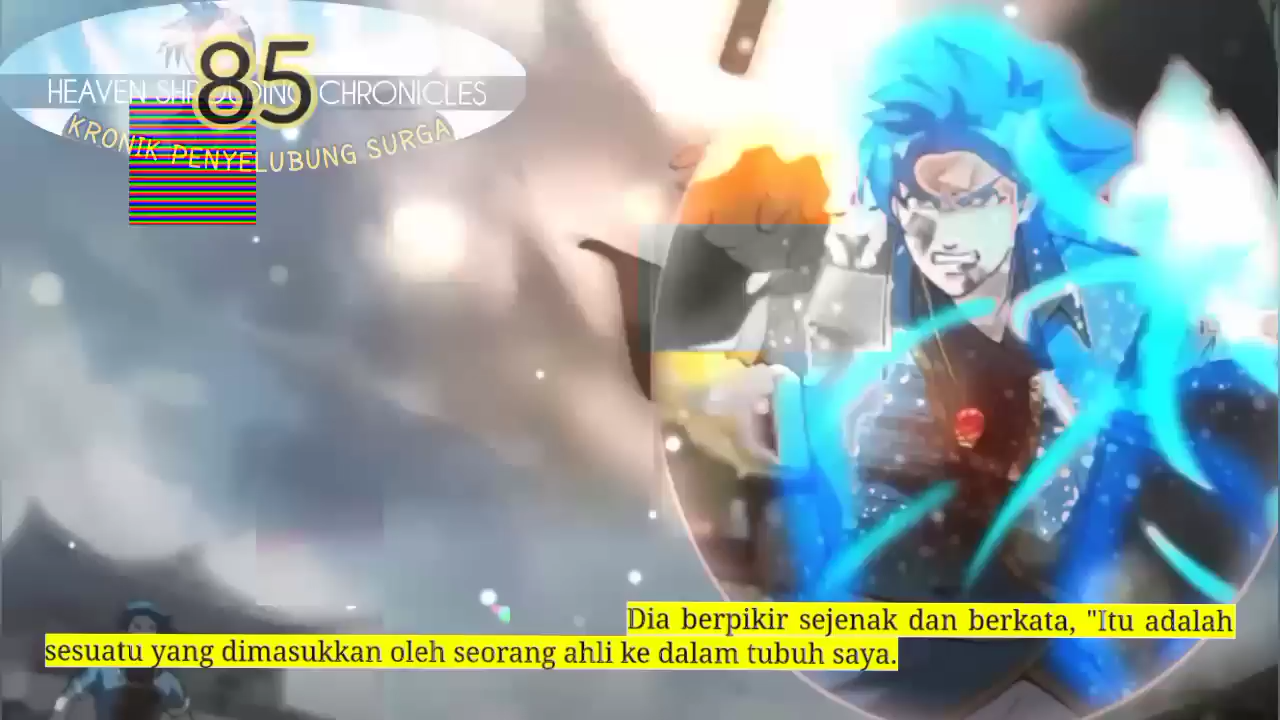 85
HEAVEN SHROUDING CHRONICLES
KRONIK PENYELUBUNG SURGA
Dia berpikir sejenak dan berkata, "Itu adalah
sesuatu yang dimasukkan oleh seorang ahli ke dalam tubuh saya.